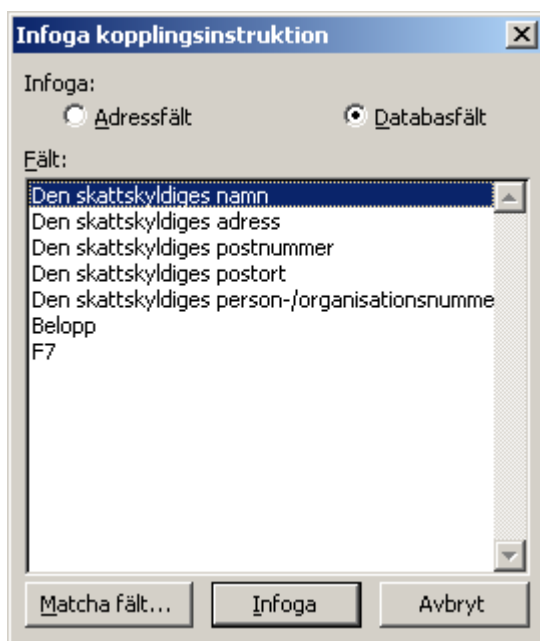 Infoga kopplingsinstruktion
Infoga:
Adressfält Databasfält
Fält:
Den skattskyldiges namn
Den skattskyldiges adress
Den skattskyldiges postnummer
Den skattskyldiges postort
Den skattskyldiges person-/organisationsnumme
Belopp
F7
Matcha fält... Infoga Avbryt